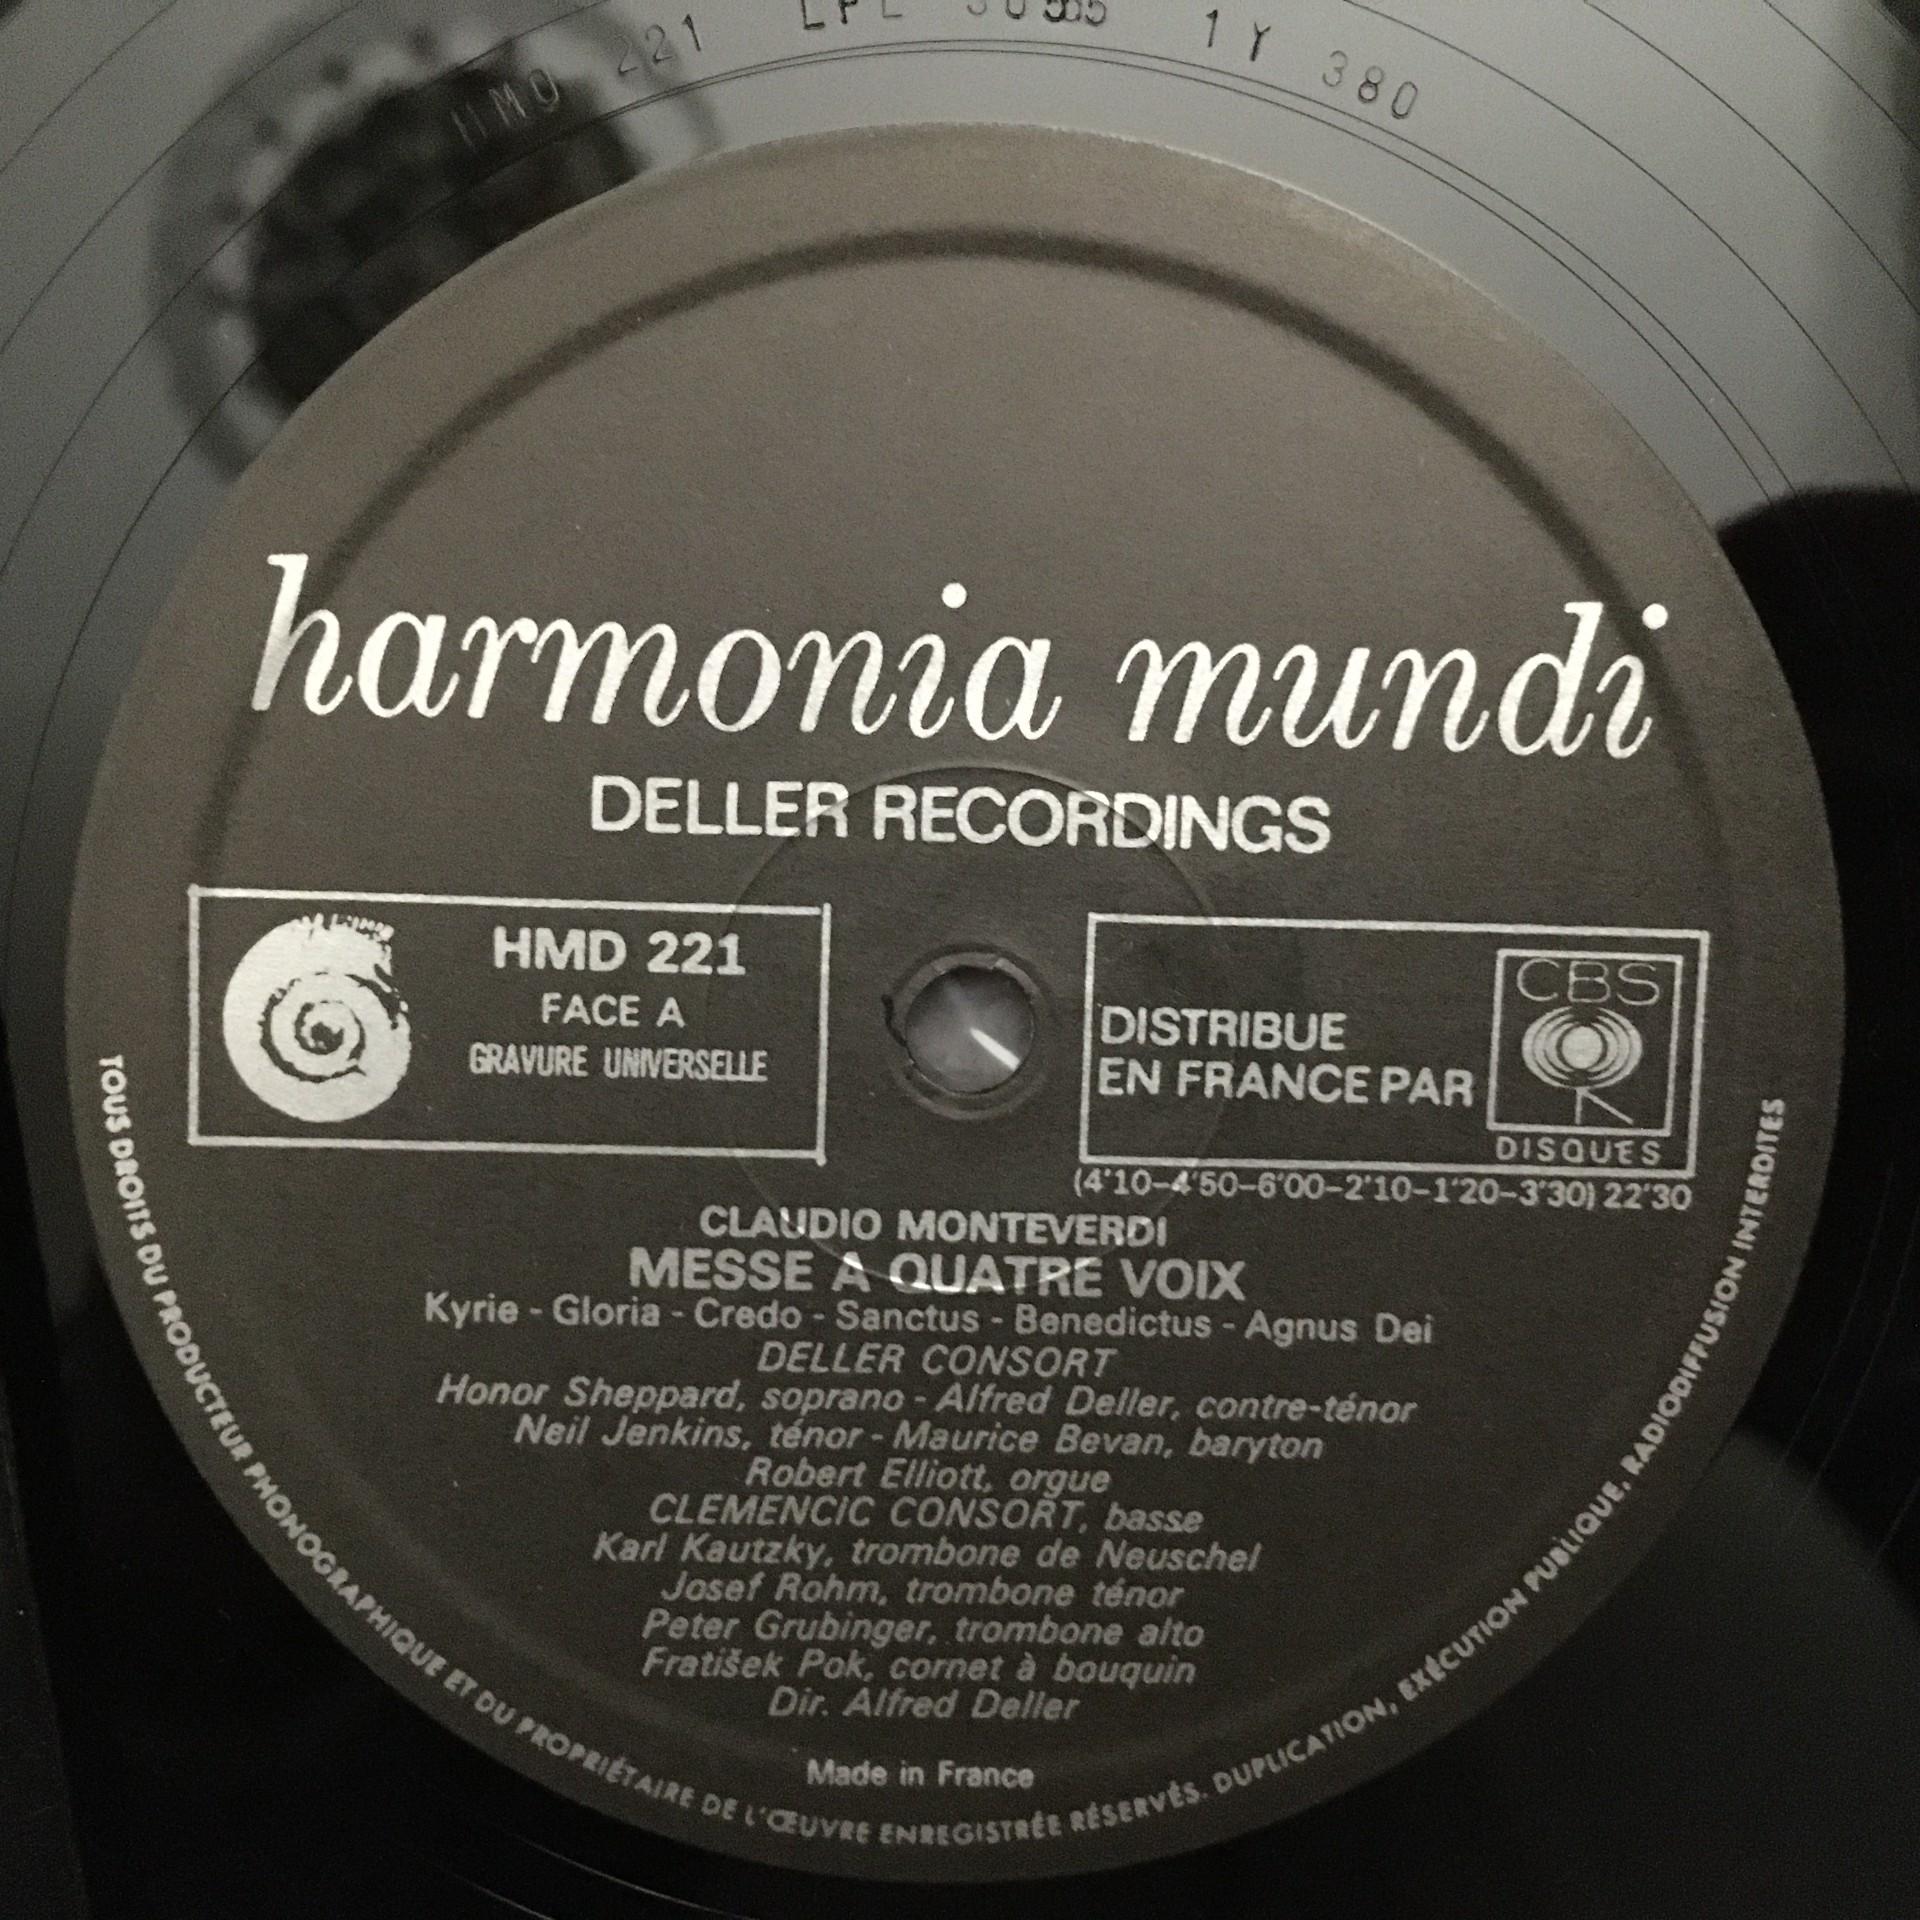 HMO 221 LPL 1Y 380
harmonia mundi
DELLER RECORDINGS
HMD 221
FACE A
GRAVURE UNIVERSELLE
DISTRIBUE
EN FRANCE PAR
CBS
DISQUES
(4'10–4'50–6'00–2'10–1'20–3'30) 22'30
CLAUDIO MONTEVERDI
MESSE A QUATRE VOIX
Kyrie - Gloria - Credo - Sanctus - Benedictus - Agnus Dei
DELLER CONSORT
Honor Sheppard, soprano - Alfred Deller, contre-ténor
Neil Jenkins, ténor - Maurice Bevan, baryton
Robert Elliott, orgue
CLEMENCIC CONSORT, basse
Karl Kautzky, trombone de Neuschel
Josef Rohm, trombone ténor
Peter Grubinger, trombone alto
Fratišek Pok, cornet à bouquin
Dir. Alfred Deller
Made in France
TOUS DROITS DU PRODUCTEUR PHONOGRAPHIQUE ET DU PROPRIÉTAIRE DE L'ŒUVRE ENREGISTRÉE RÉSERVÉS. DUPLICATION, EXÉCUTION PUBLIQUE, RADIODIFFUSION INTERDITES